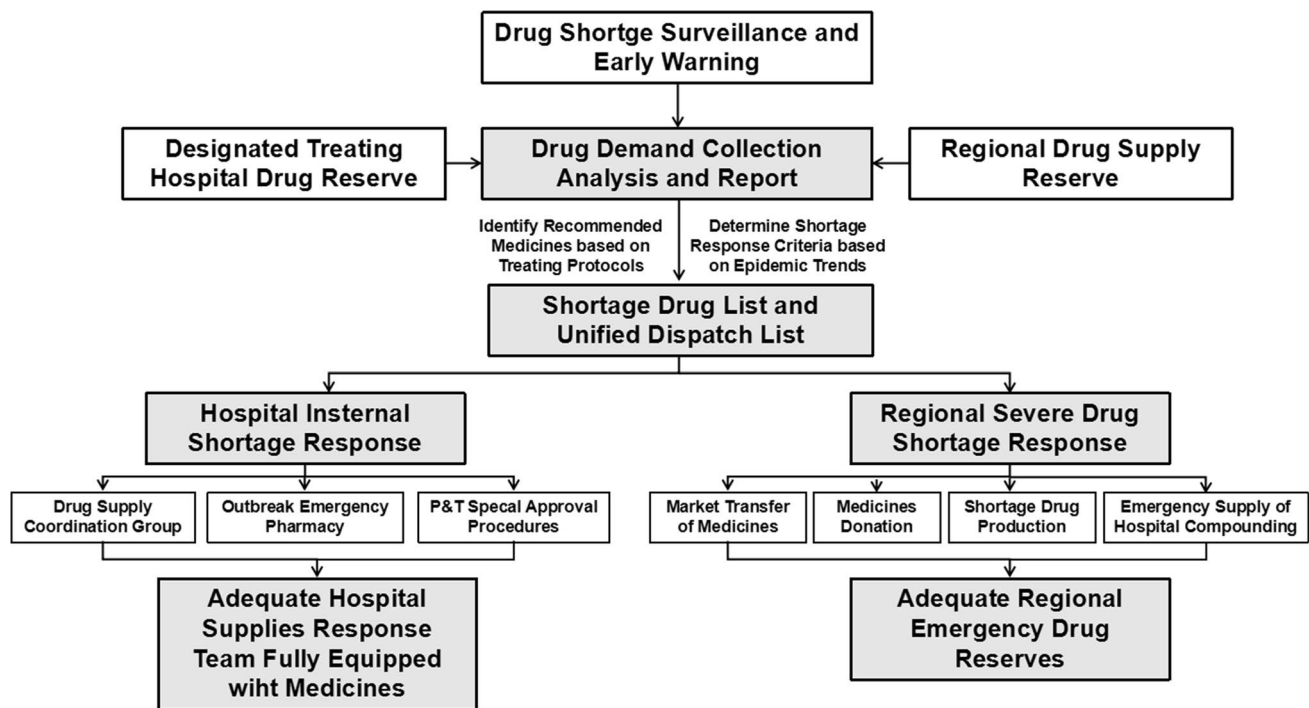 Drug Shortge Surveillance and
Early Warning
Designated Treating
Hospital Drug Reserve
Drug Demand Collection
Analysis and Report
Regional Drug Supply
Reserve
Identify Recommended
Medicines based on
Treating Protocols
Determine Shortage
Response Criteria based
on Epidemic Trends
Shortage Drug List and
Unified Dispatch List
Hospital Insternal
Shortage Response
Regional Severe Drug
Shortage Response
Drug Supply
Coordination Group
Outbreak Emergency
Pharmacy
P&T Specal Approval
Procedures
Market Transfer
of Medicines
Medicines
Donation
Shortage Drug
Production
Emergency Supply of
Hospital Compounding
Adequate Hospital
Supplies Response
Team Fully Equipped
wiht Medicines
Adequate Regional
Emergency Drug
Reserves